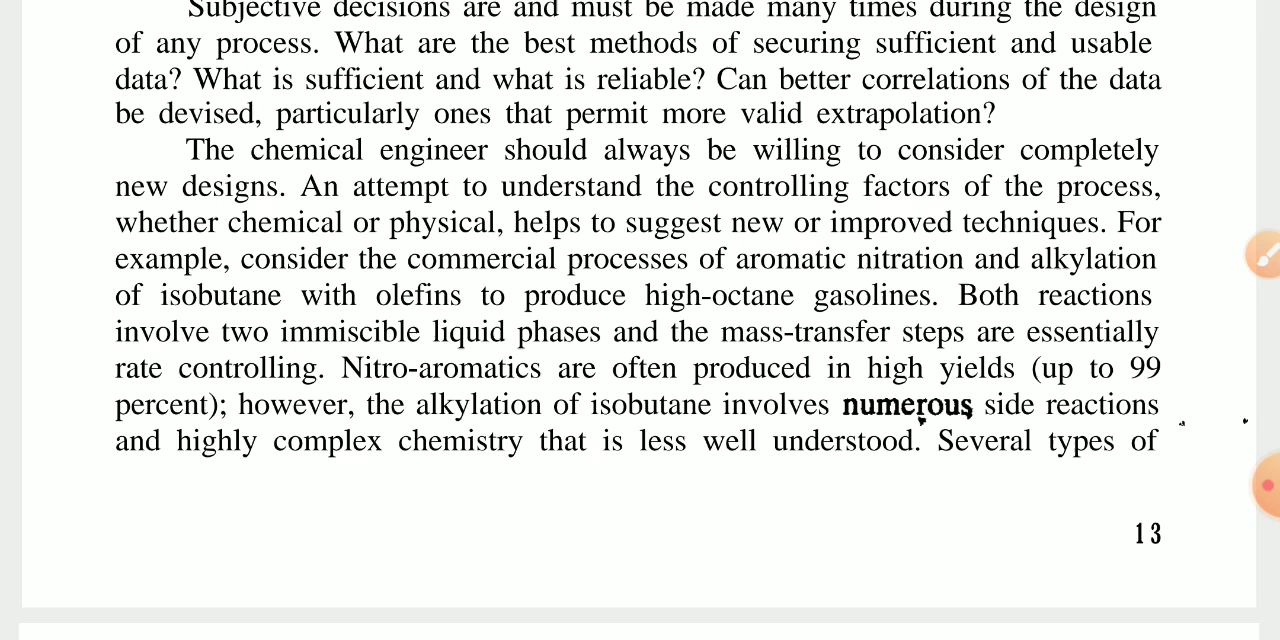 Subjective decisions are and must be made many times during the design
of any process. What are the best methods of securing sufficient and usable
data? What is sufficient and what is reliable? Can better correlations of the data
be devised, particularly ones that permit more valid extrapolation?
The chemical engineer should always be willing to consider completely
new designs. An attempt to understand the controlling factors of the process,
whether chemical or physical, helps to suggest new or improved techniques. For
example, consider the commercial processes of aromatic nitration and alkylation
of isobutane with olefins to produce high-octane gasolines. Both reactions
involve two immiscible liquid phases and the mass-transfer steps are essentially
rate controlling. Nitro-aromatics are often produced in high yields (up to 99
percent); however, the alkylation of isobutane involves numerous side reactions
and highly complex chemistry that is less well understood. Several types of
13